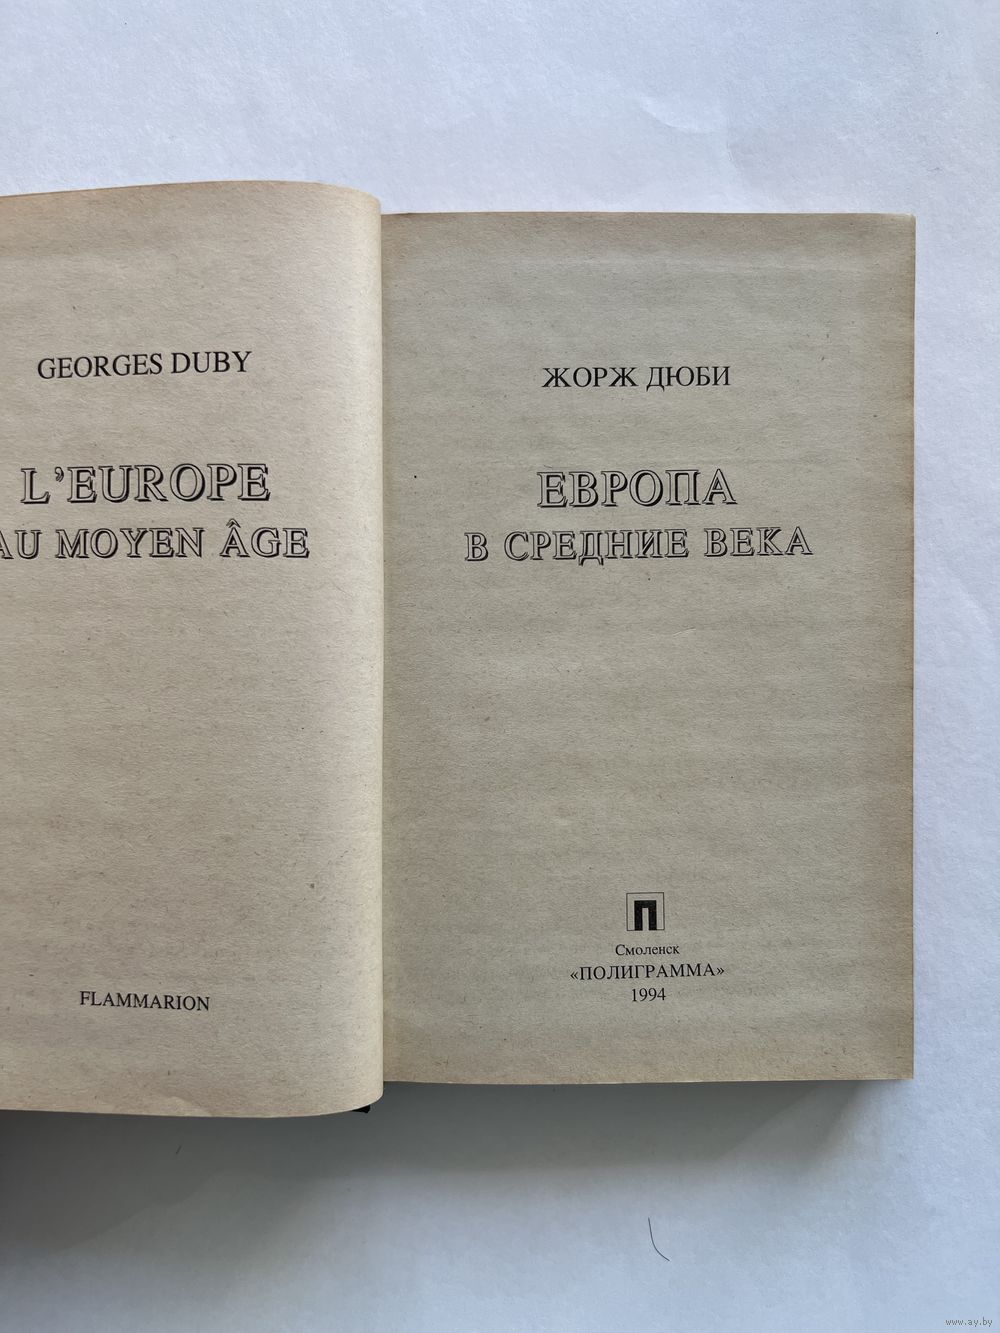 GEORGES DUBY
L’EUROPE
AU MOYEN ÂGE
FLAMMARION
ЖОРЖ ДЮБИ
ЕВРОПА
В СРЕДНИЕ ВЕКА
П
Смоленск
«ПОЛИГРАММА»
1994
www.ay.by